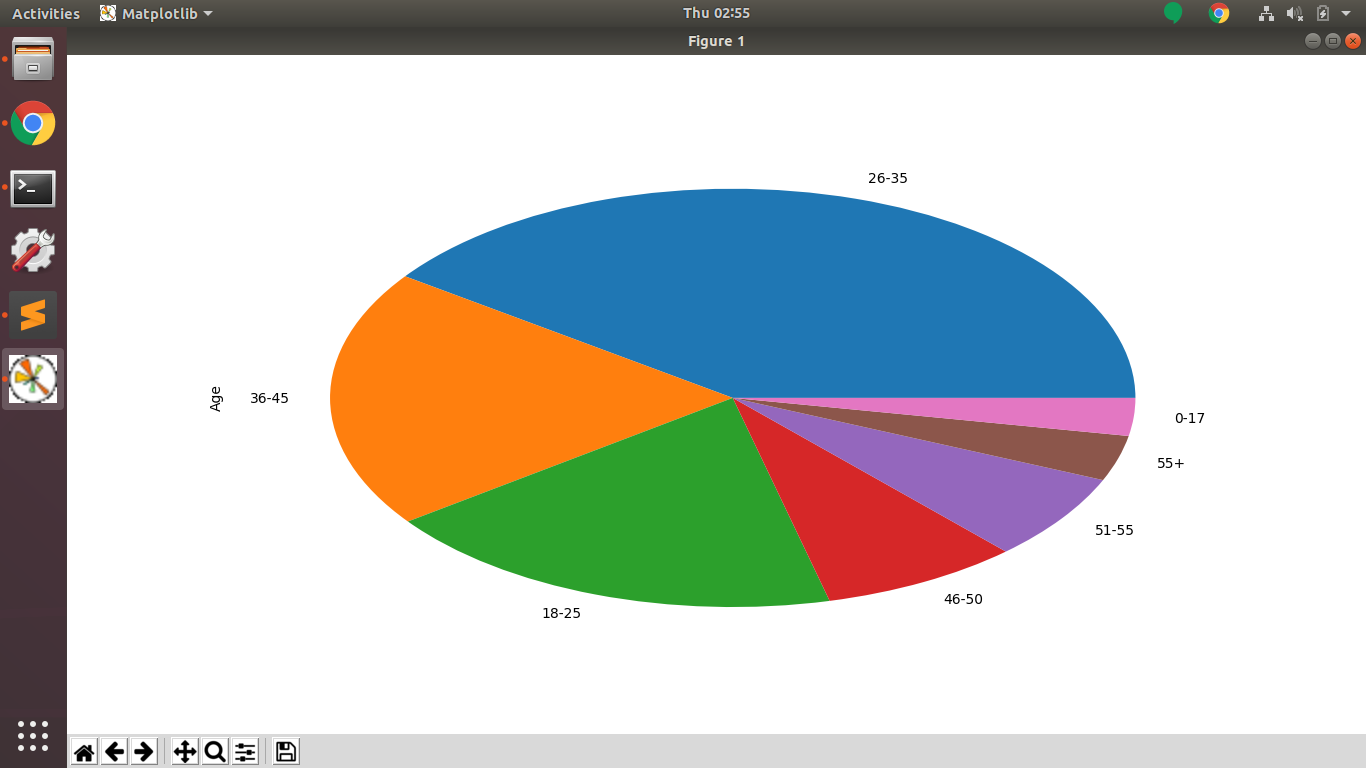 Activities
Matplotlib
Thu 02:55
Figure 1
26-35
Age
36-45
0-17
55+
51-55
46-50
18-25